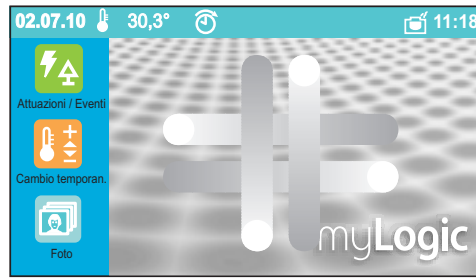 02.07.10 30,3° 11:18
Attuazioni / Eventi
Cambio temporan.
Foto
myLogic